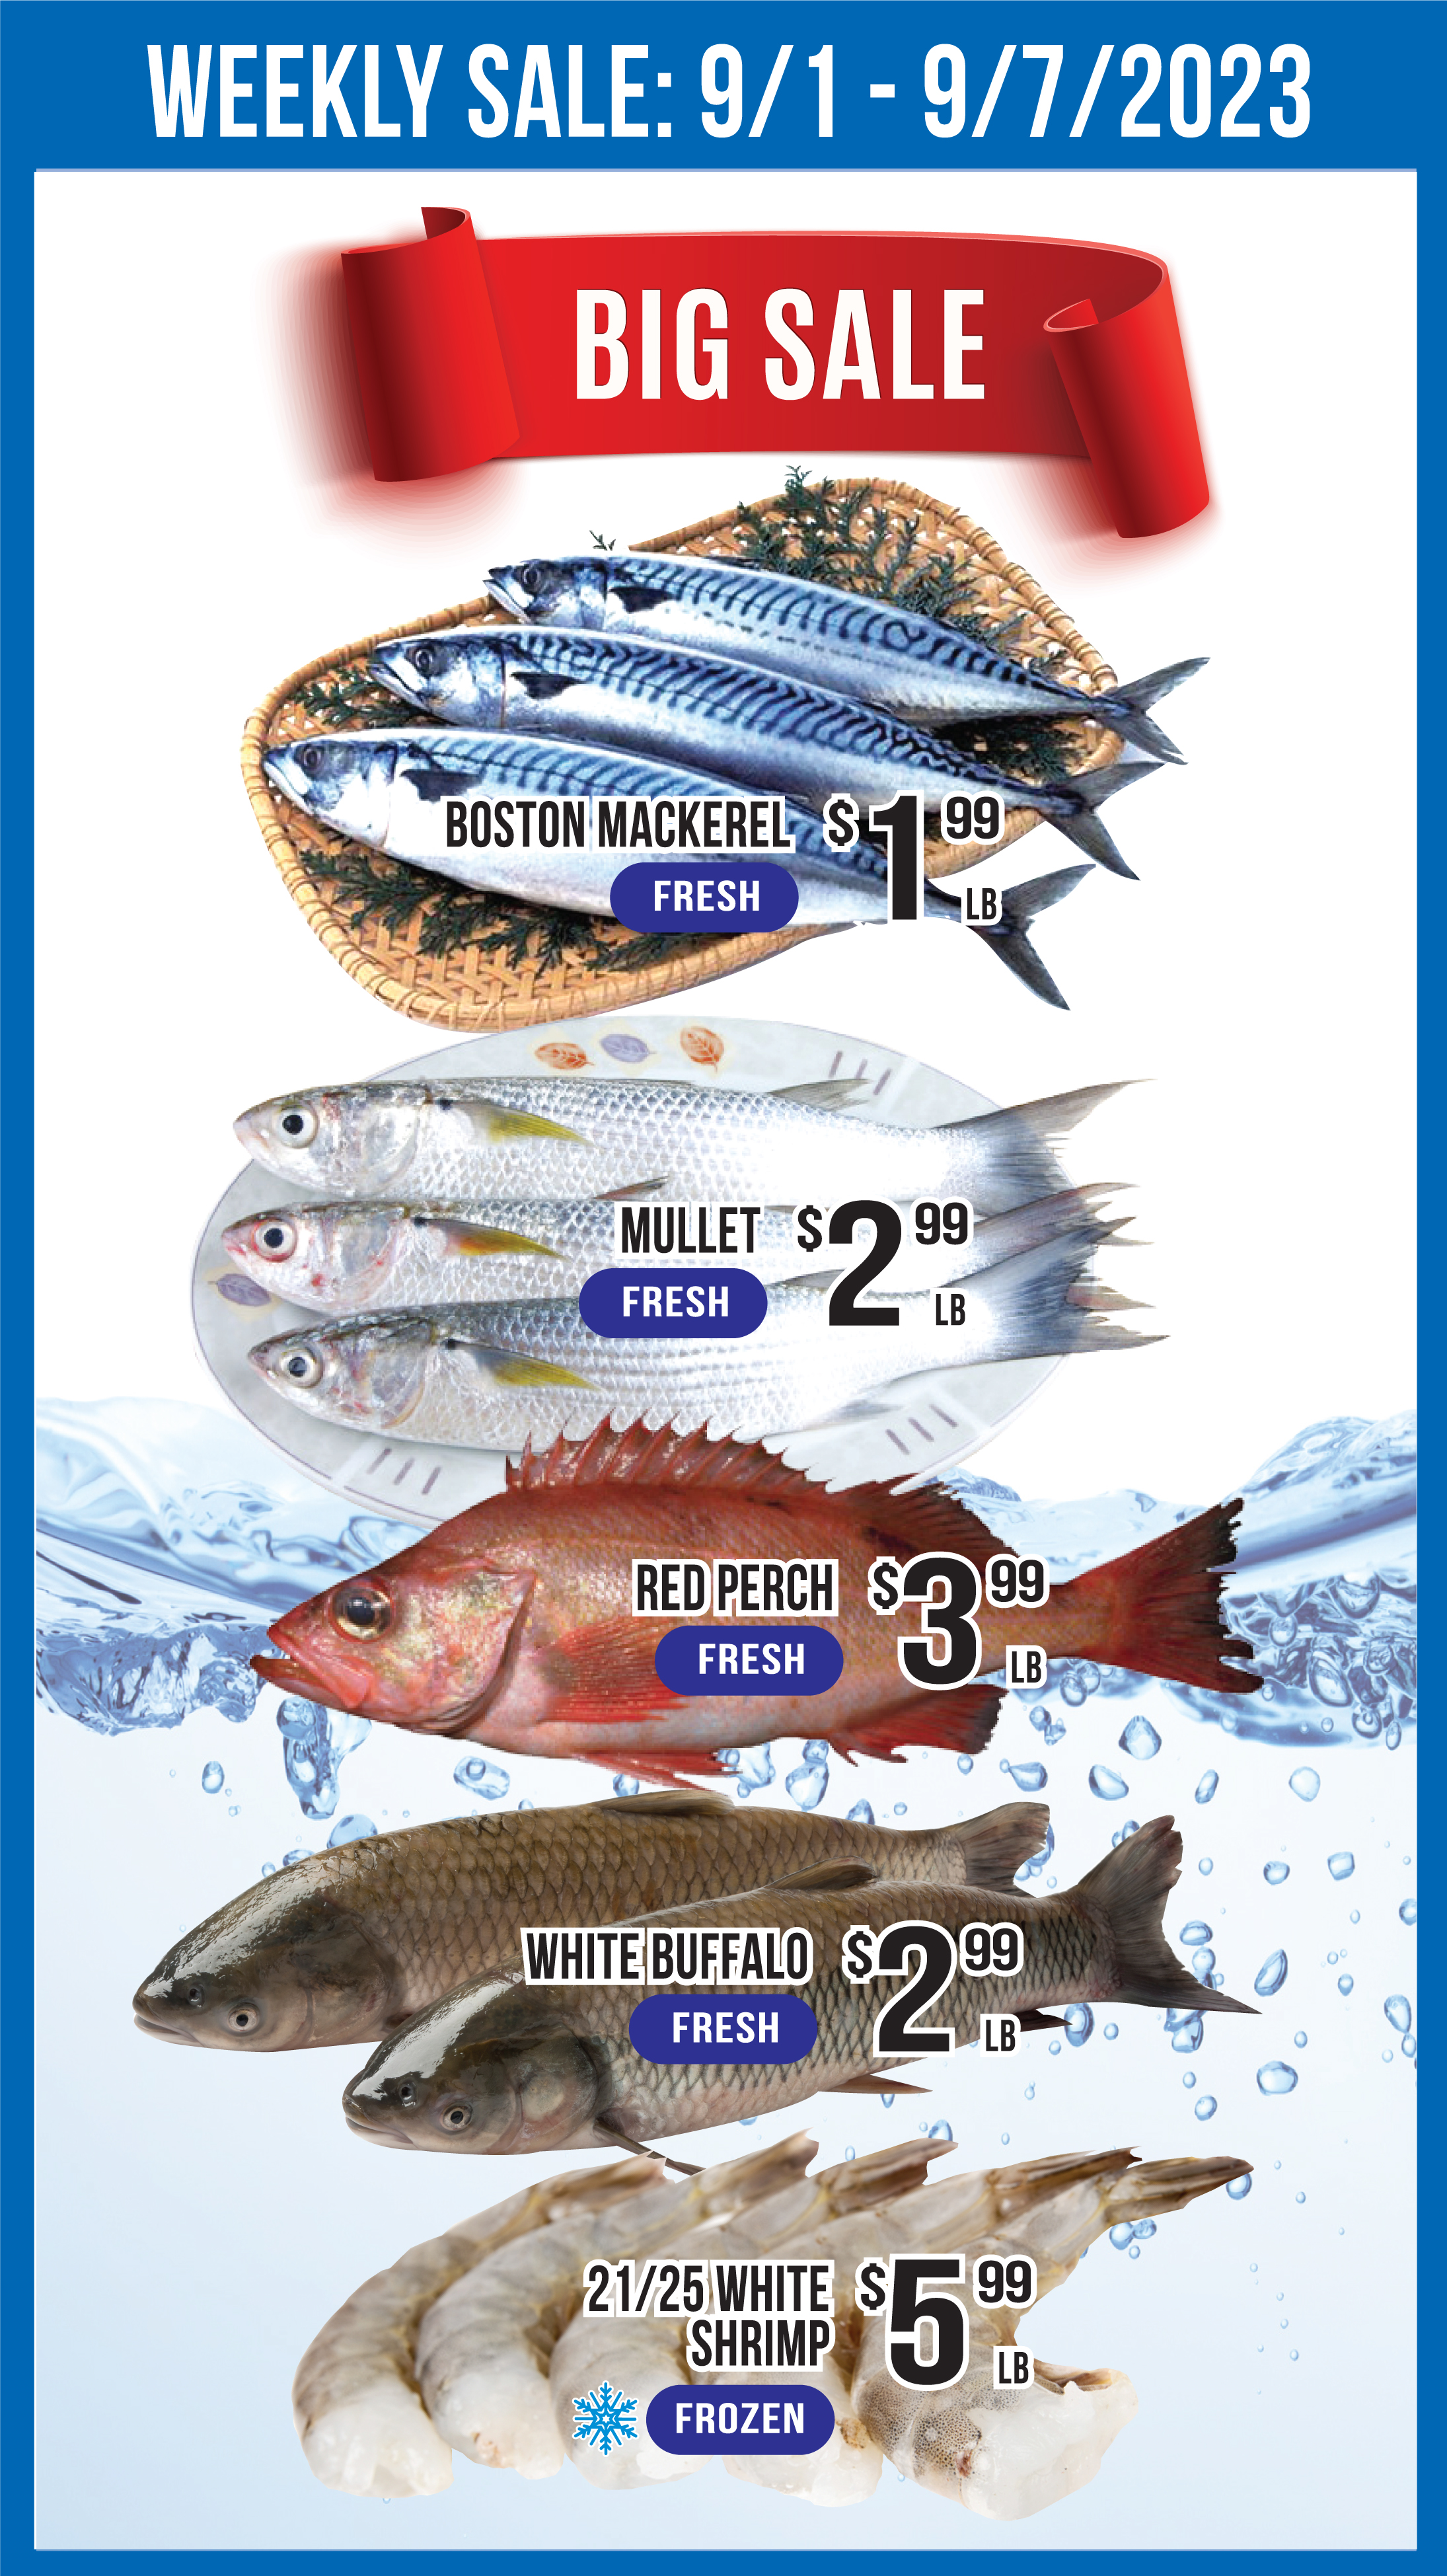 WEEKLY SALE: 9/1 - 9/7/2023
BIG SALE
BOSTON MACKEREL $1 99
FRESH LB
MULLET $2 99
FRESH LB
RED PERCH $3 99
FRESH LB
WHITE BUFFALO $2 99
FRESH LB
21/25 WHITE $5 99
SHRIMP LB
FROZEN